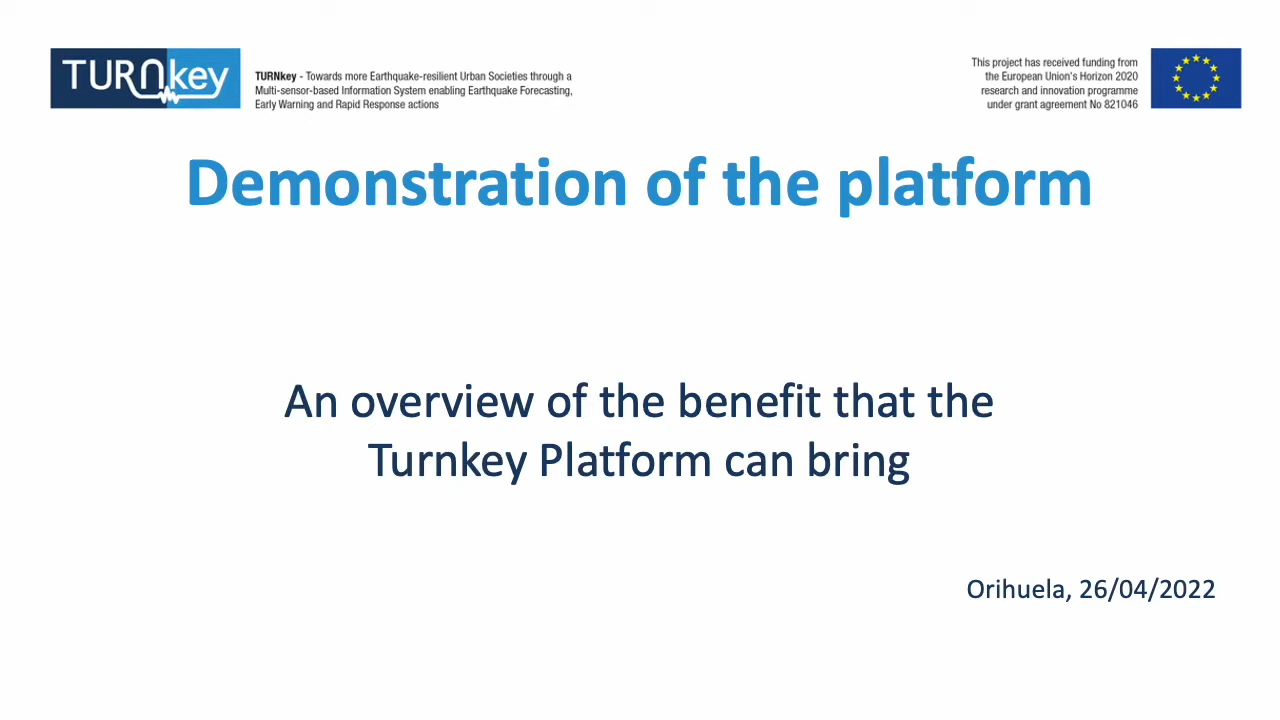 TURNkey
TURNkey - Towards more Earthquake-resilient Urban Societies through a
Multi-sensor-based Information System enabling Earthquake Forecasting,
Early Warning and Rapid Response actions
This project has received funding from
the European Union's Horizon 2020
research and innovation programme
under grant agreement No 821046
Demonstration of the platform
An overview of the benefit that the
Turnkey Platform can bring
Orihuela, 26/04/2022